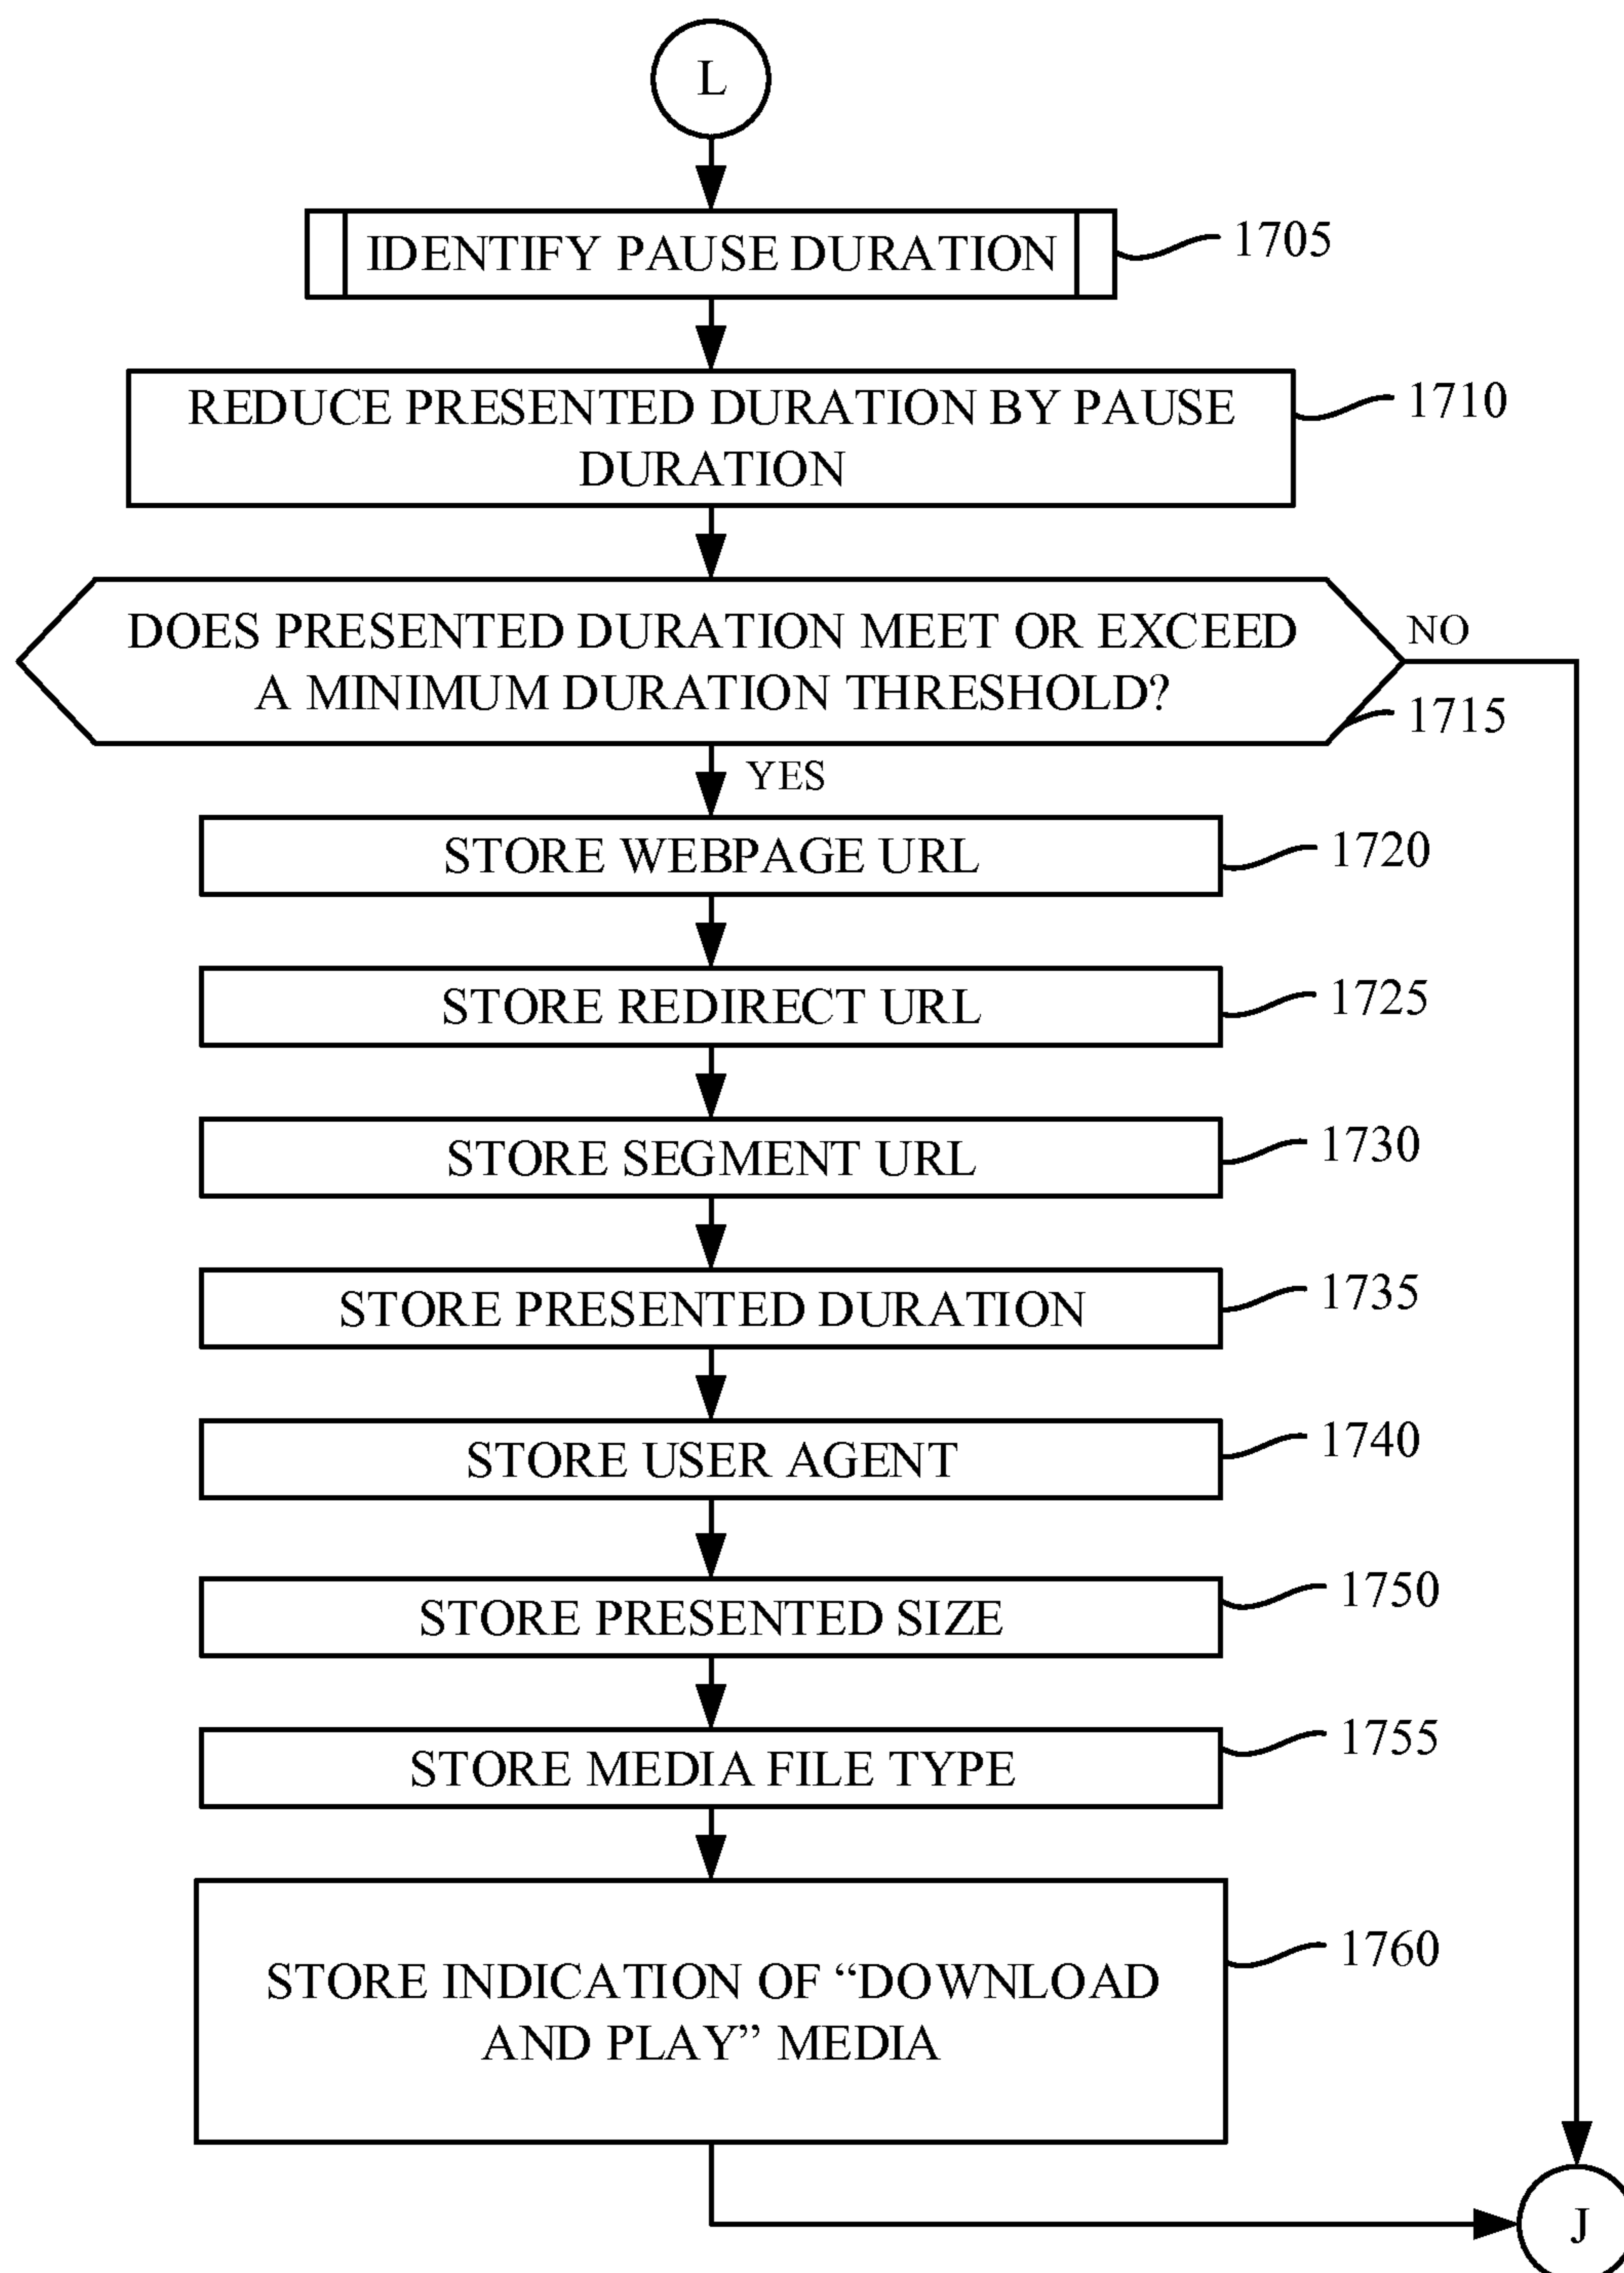 L
IDENTIFY PAUSE DURATION
1705
REDUCE PRESENTED DURATION BY PAUSE
DURATION
1710
DOES PRESENTED DURATION MEET OR EXCEED
A MINIMUM DURATION THRESHOLD?
NO
1715
YES
STORE WEBPAGE URL
1720
STORE REDIRECT URL
1725
STORE SEGMENT URL
1730
STORE PRESENTED DURATION
1735
STORE USER AGENT
1740
STORE PRESENTED SIZE
1750
STORE MEDIA FILE TYPE
1755
STORE INDICATION OF “DOWNLOAD
AND PLAY” MEDIA
1760
J